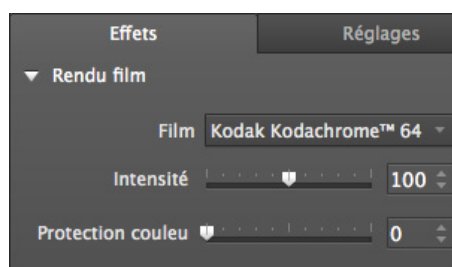 Effets Réglages
Rendu film
Film Kodak Kodachrome™ 64
Intensité 100
Protection couleu 0